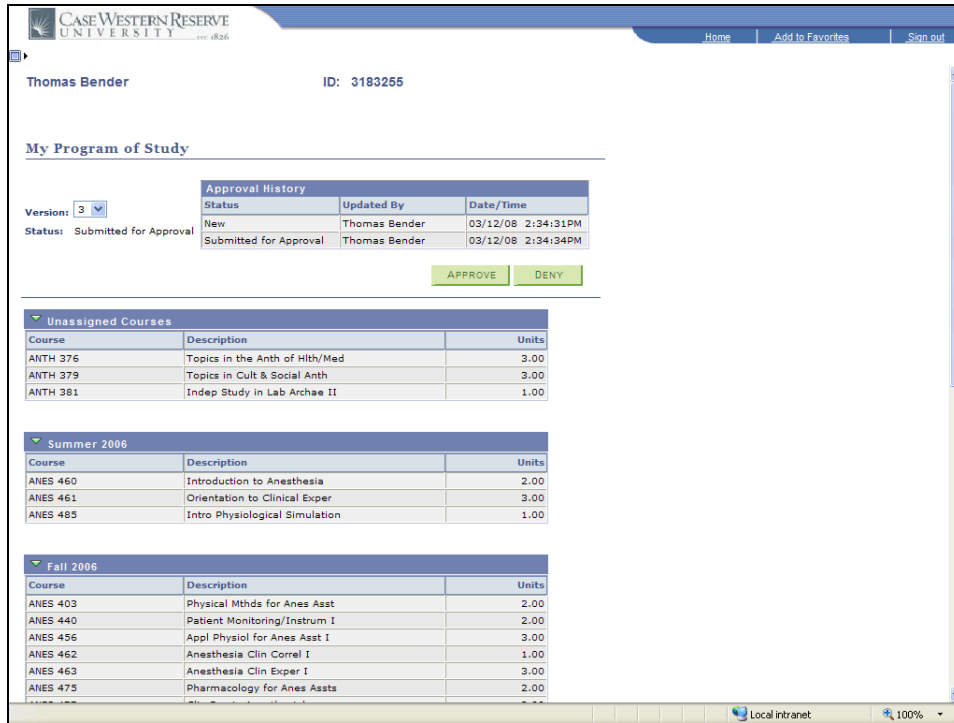 CASE WESTERN RESERVE
UNIVERSITY EST. 1826
Home Add to Favorites Sign out
Thomas Bender ID: 3183255
My Program of Study
Version: 3
Status: Submitted for Approval
Approval History
Status Updated By Date/Time
New Thomas Bender 03/12/08 2:34:31PM
Submitted for Approval Thomas Bender 03/12/08 2:34:34PM
APPROVE DENY
Unassigned Courses
Course Description Units
ANTH 376 Topics in the Anth of Hlth/Med 3.00
ANTH 379 Topics in Cult & Social Anth 3.00
ANTH 381 Indep Study in Lab Archae II 1.00
Summer 2006
Course Description Units
ANES 460 Introduction to Anesthesia 2.00
ANES 461 Orientation to Clinical Exper 3.00
ANES 485 Intro Physiological Simulation 1.00
Fall 2006
Course Description Units
ANES 403 Physical Mthds for Anes Asst 2.00
ANES 440 Patient Monitoring/Instrum I 2.00
ANES 456 Appl Physiol for Anes Asst I 3.00
ANES 462 Anesthesia Clin Correl I 1.00
ANES 463 Anesthesia Clin Exper I 3.00
ANES 475 Pharmacology for Anes Assts 2.00
Local intranet 100%